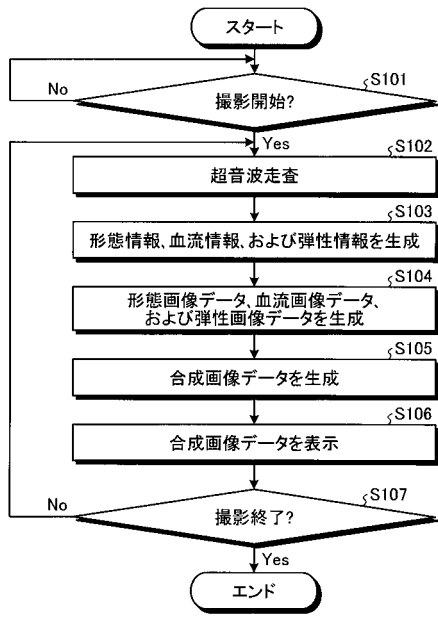 スタート
S101
No
撮影開始?
Yes
S102
超音波走査
S103
形態情報、血流情報、および弾性情報を生成
S104
形態画像データ、血流画像データ、
および弾性画像データを生成
S105
合成画像データを生成
S106
合成画像データを表示
S107
No
撮影終了?
Yes
エンド